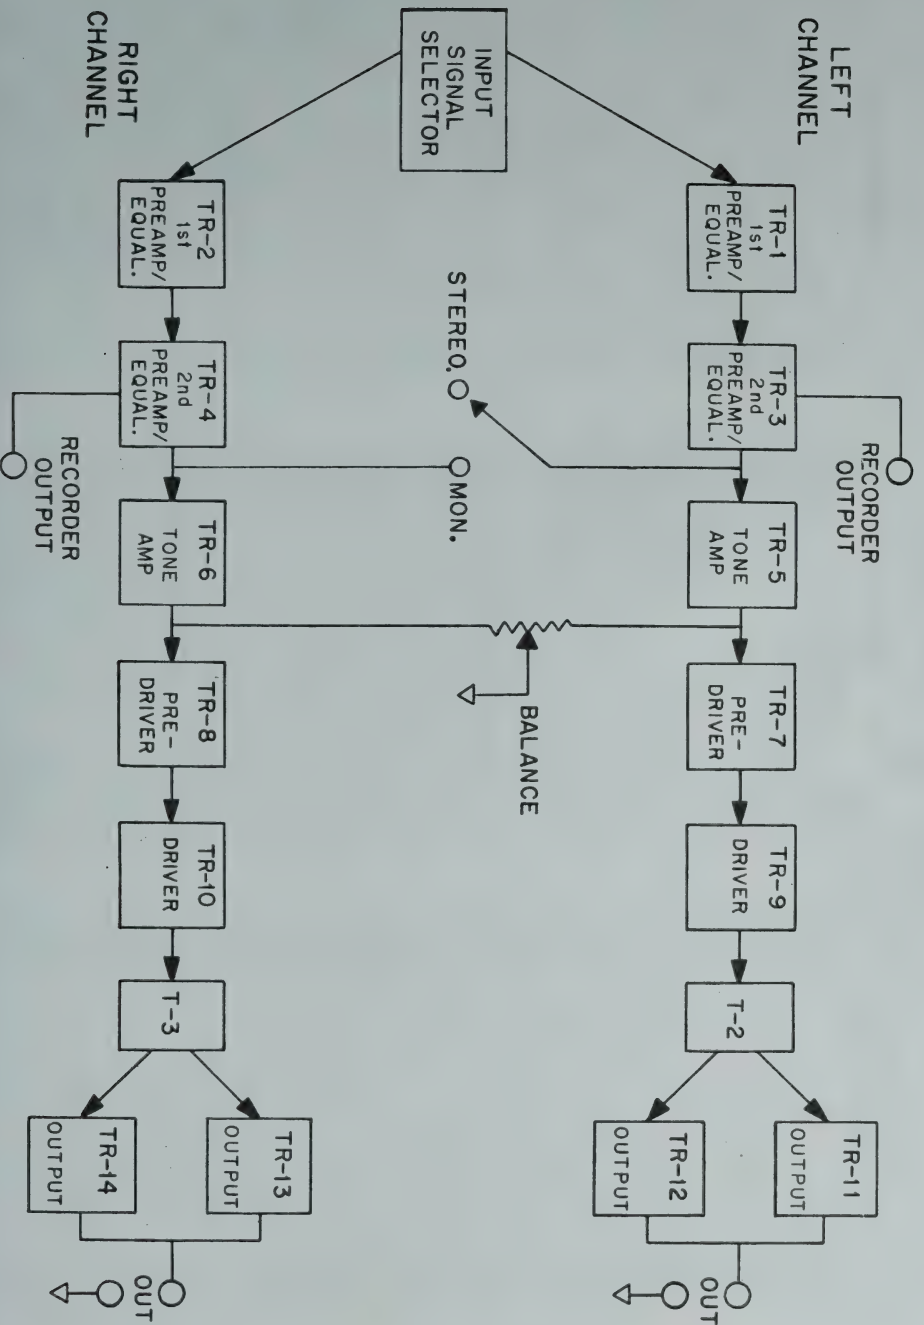 LEFT
CHANNEL
INPUT
SIGNAL
SELECTOR
RIGHT
CHANNEL
TR-1
1st
PREAMP/
EQUAL.
TR-3
2nd
PREAMP/
EQUAL.
RECORDER
OUTPUT
TR-5
TONE
AMP
TR-7
PRE-
DRIVER
TR-9
DRIVER
T-2
TR-11
OUTPUT
TR-12
OUTPUT
OUT
STEREO.
MON.
BALANCE
TR-2
1st
PREAMP/
EQUAL.
TR-4
2nd
PREAMP/
EQUAL.
RECORDER
OUTPUT
TR-6
TONE
AMP
TR-8
PRE-
DRIVER
TR-10
DRIVER
T-3
TR-13
OUTPUT
TR-14
OUTPUT
OUT